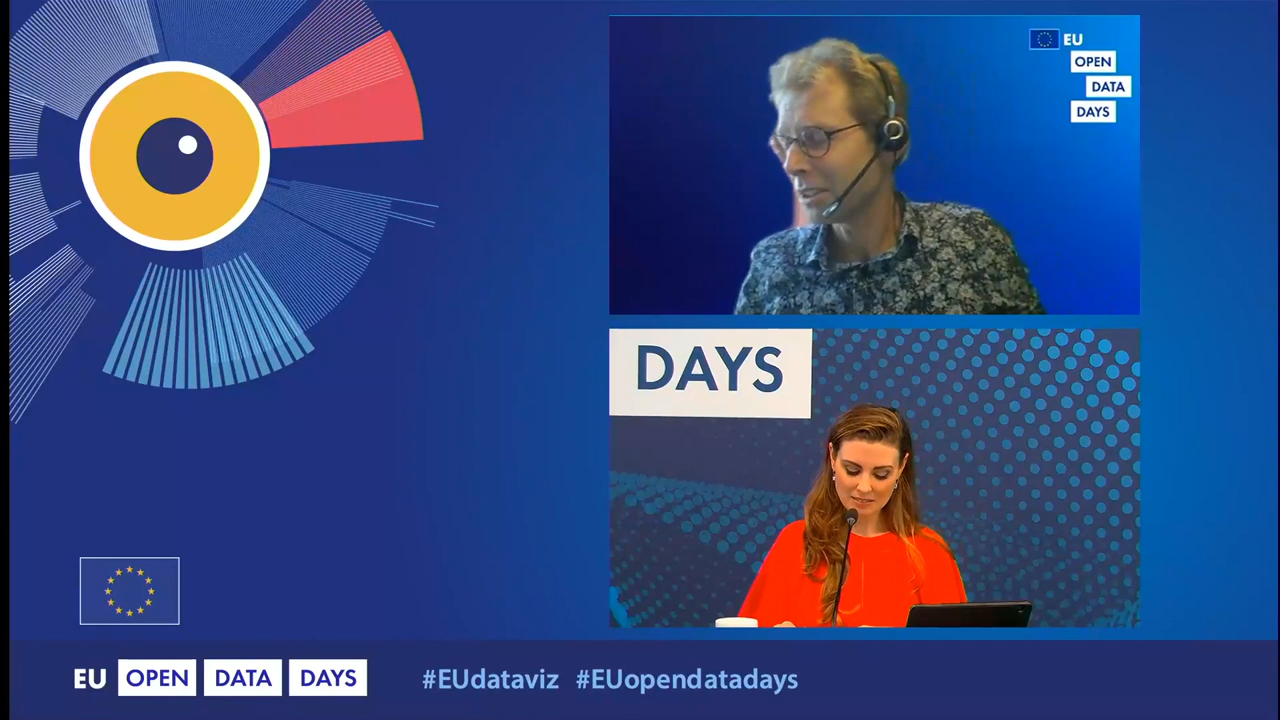 EU
OPEN
DATA
DAYS
DAYS
EU OPEN DATA DAYS
#EUdataviz #EUopendatadays